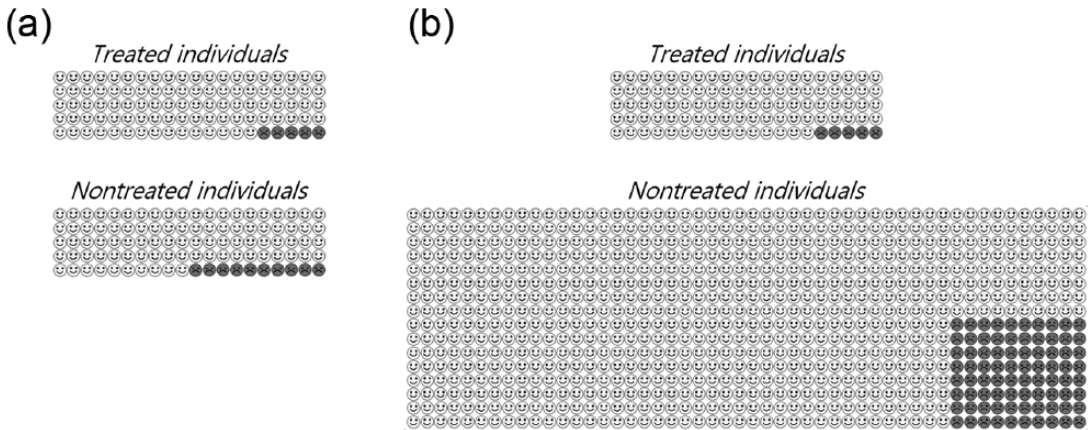 (a)
Treated individuals
Nontreated individuals
(b)
Treated individuals
Nontreated individuals